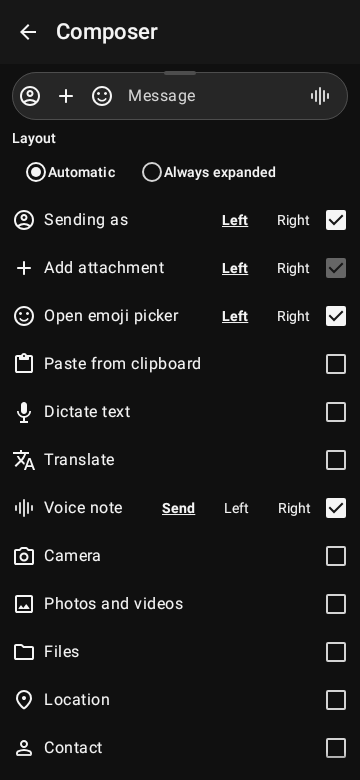 Composer
Message
Layout
Automatic Always expanded
Sending as Left Right
Add attachment Left Right
Open emoji picker Left Right
Paste from clipboard
Dictate text
Translate
Voice note Send Left Right
Camera
Photos and videos
Files
Location
Contact